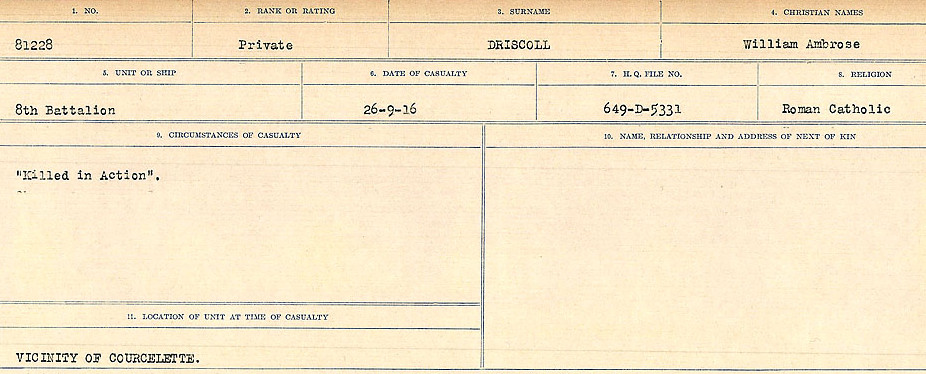 1. NO. 2. RANK OR RATING 3. SURNAME 4. CHRISTIAN NAMES
81228 Private DRISCOLL William Ambrose
5. UNIT OR SHIP 6. DATE OF CASUALTY 7. H.Q. FILE NO. 8. RELIGION
8th Battalion 26-9-16 649-D-5331 Roman Catholic
9. CIRCUMSTANCES OF CASUALTY 10. NAME, RELATIONSHIP AND ADDRESS OF NEXT OF KIN
"Killed in Action".
11. LOCATION OF UNIT AT TIME OF CASUALTY
VICINITY OF COURCELETTE.